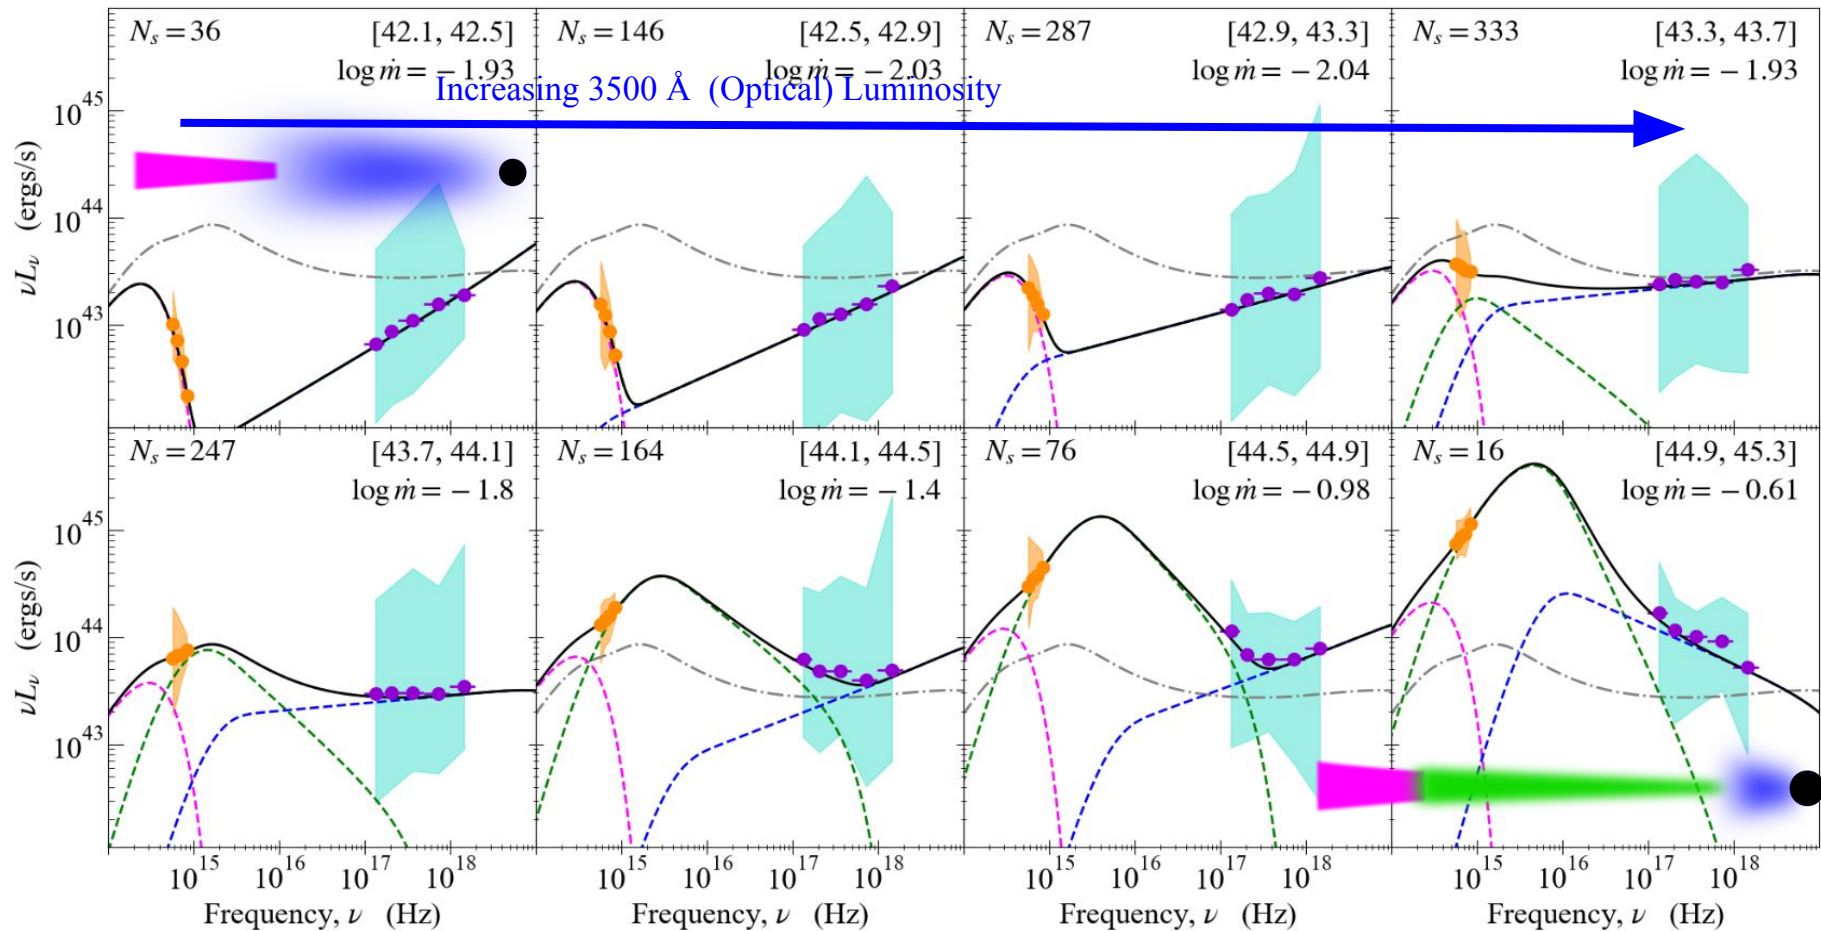 N_s = 36 [42.1, 42.5]
log ṁ = −1.93
N_s = 146 [42.5, 42.9]
log ṁ = −2.03
N_s = 287 [42.9, 43.3]
log ṁ = −2.04
N_s = 333 [43.3, 43.7]
log ṁ = −1.93
Increasing 3500 Å (Optical) Luminosity
10^45
10^44
10^43
νL_ν (ergs/s)
N_s = 247 [43.7, 44.1]
log ṁ = −1.8
N_s = 164 [44.1, 44.5]
log ṁ = −1.4
N_s = 76 [44.5, 44.9]
log ṁ = −0.98
N_s = 16 [44.9, 45.3]
log ṁ = −0.61
10^45
10^44
10^43
νL_ν (ergs/s)
10^15 10^16 10^17 10^18 10^15 10^16 10^17 10^18 10^15 10^16 10^17 10^18 10^15 10^16 10^17 10^18
Frequency, ν (Hz) Frequency, ν (Hz) Frequency, ν (Hz) Frequency, ν (Hz)